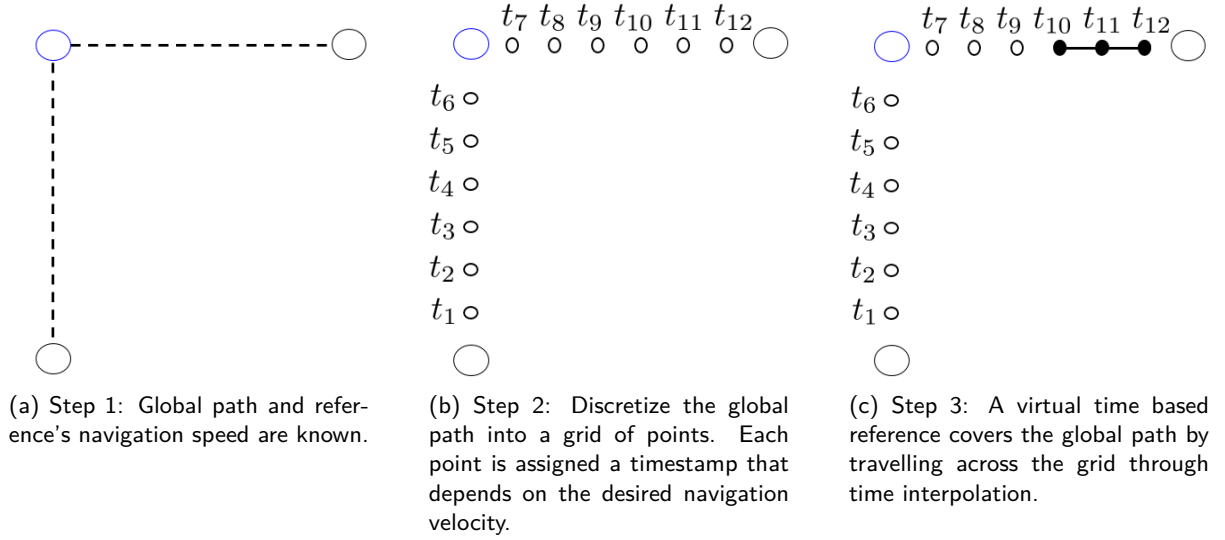 t7 t8 t9 t10 t11 t12
t6
t5
t4
t3
t2
t1
t7 t8 t9 t10 t11 t12
t6
t5
t4
t3
t2
t1
(a) Step 1: Global path and refer-
ence's navigation speed are known.
(b) Step 2: Discretize the global
path into a grid of points. Each
point is assigned a timestamp that
depends on the desired navigation
velocity.
(c) Step 3: A virtual time based
reference covers the global path by
travelling across the grid through
time interpolation.